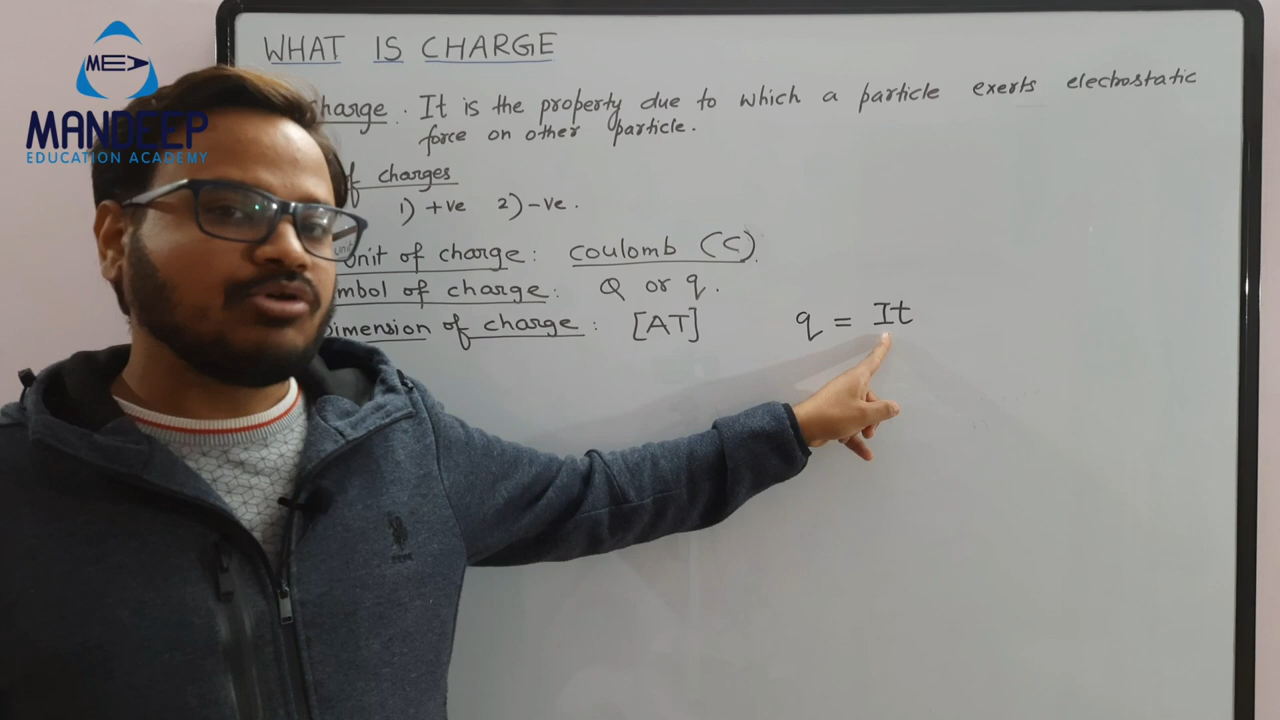 MEA
MANDEEP
EDUCATION ACADEMY
WHAT IS CHARGE
charge. It is the property due to which a particle exerts electrostatic
force on other particle.
of charges
1) +ve 2) -ve.
Unit of charge: coulomb (C).
mbol of charge: Q or q.
Dimension of charge: [AT] q = It